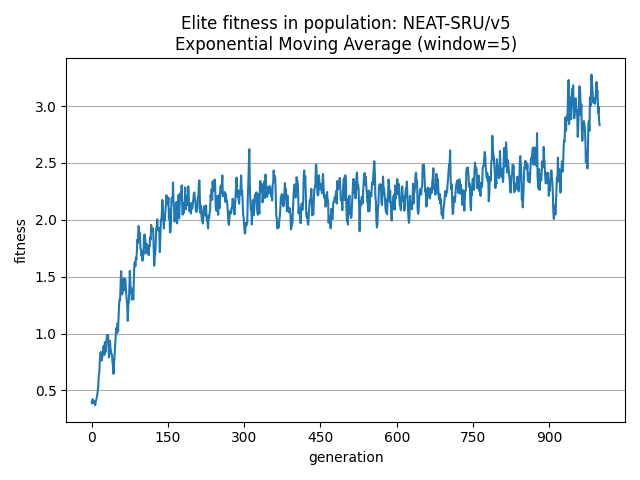 Elite fitness in population: NEAT-SRU/v5
Exponential Moving Average (window=5)
fitness
3.0
2.5
2.0
1.5
1.0
0.5
0 150 300 450 600 750 900
generation